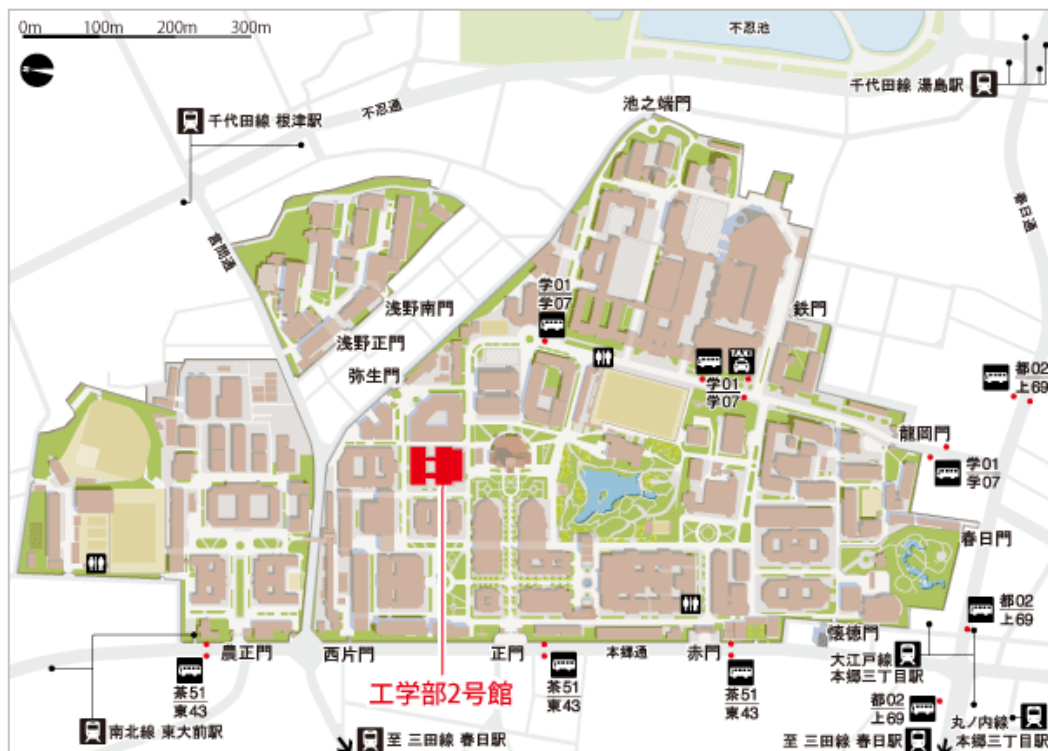 0m 100m 200m 300m
不忍池
千代田線 湯島駅
池之端門
不忍通
千代田線 根津駅
春日通
言問通
学01
学07
浅野南門
鉄門
浅野正門
弥生門
TAXI
学01
学07
都02
上69
龍岡門
学01
学07
春日門
都02
上69
農正門
西片門
正門
本郷通
赤門
懐徳門
大江戸線
本郷三丁目駅
茶51
東43
工学部2号館
茶51
東43
茶51
東43
都02
上69
南北線 東大前駅
至 三田線 春日駅
至 三田線 春日駅
丸ノ内線
本郷三丁目駅